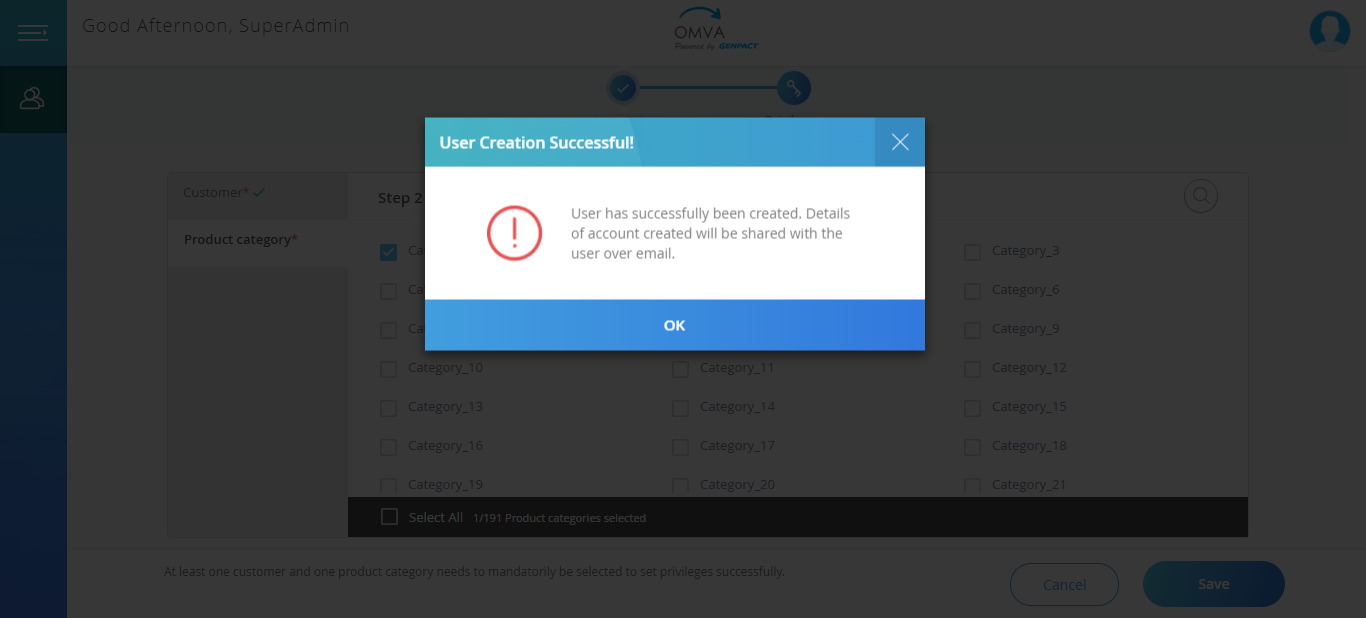 Good Afternoon, SuperAdmin
OMVA
Powered by GENPACT
User Creation Successful!
User has successfully been created. Details
of account created will be shared with the
user over email.
OK
Customer*
Product category*
Step 2
Ca
Category_3
Ca
Category_6
Ca
Category_9
Category_10
Category_11
Category_12
Category_13
Category_14
Category_15
Category_16
Category_17
Category_18
Category_19
Category_20
Category_21
Select All 1/191 Product categories selected
At least one customer and one product category needs to mandatorily be selected to set privileges successfully.
Cancel
Save